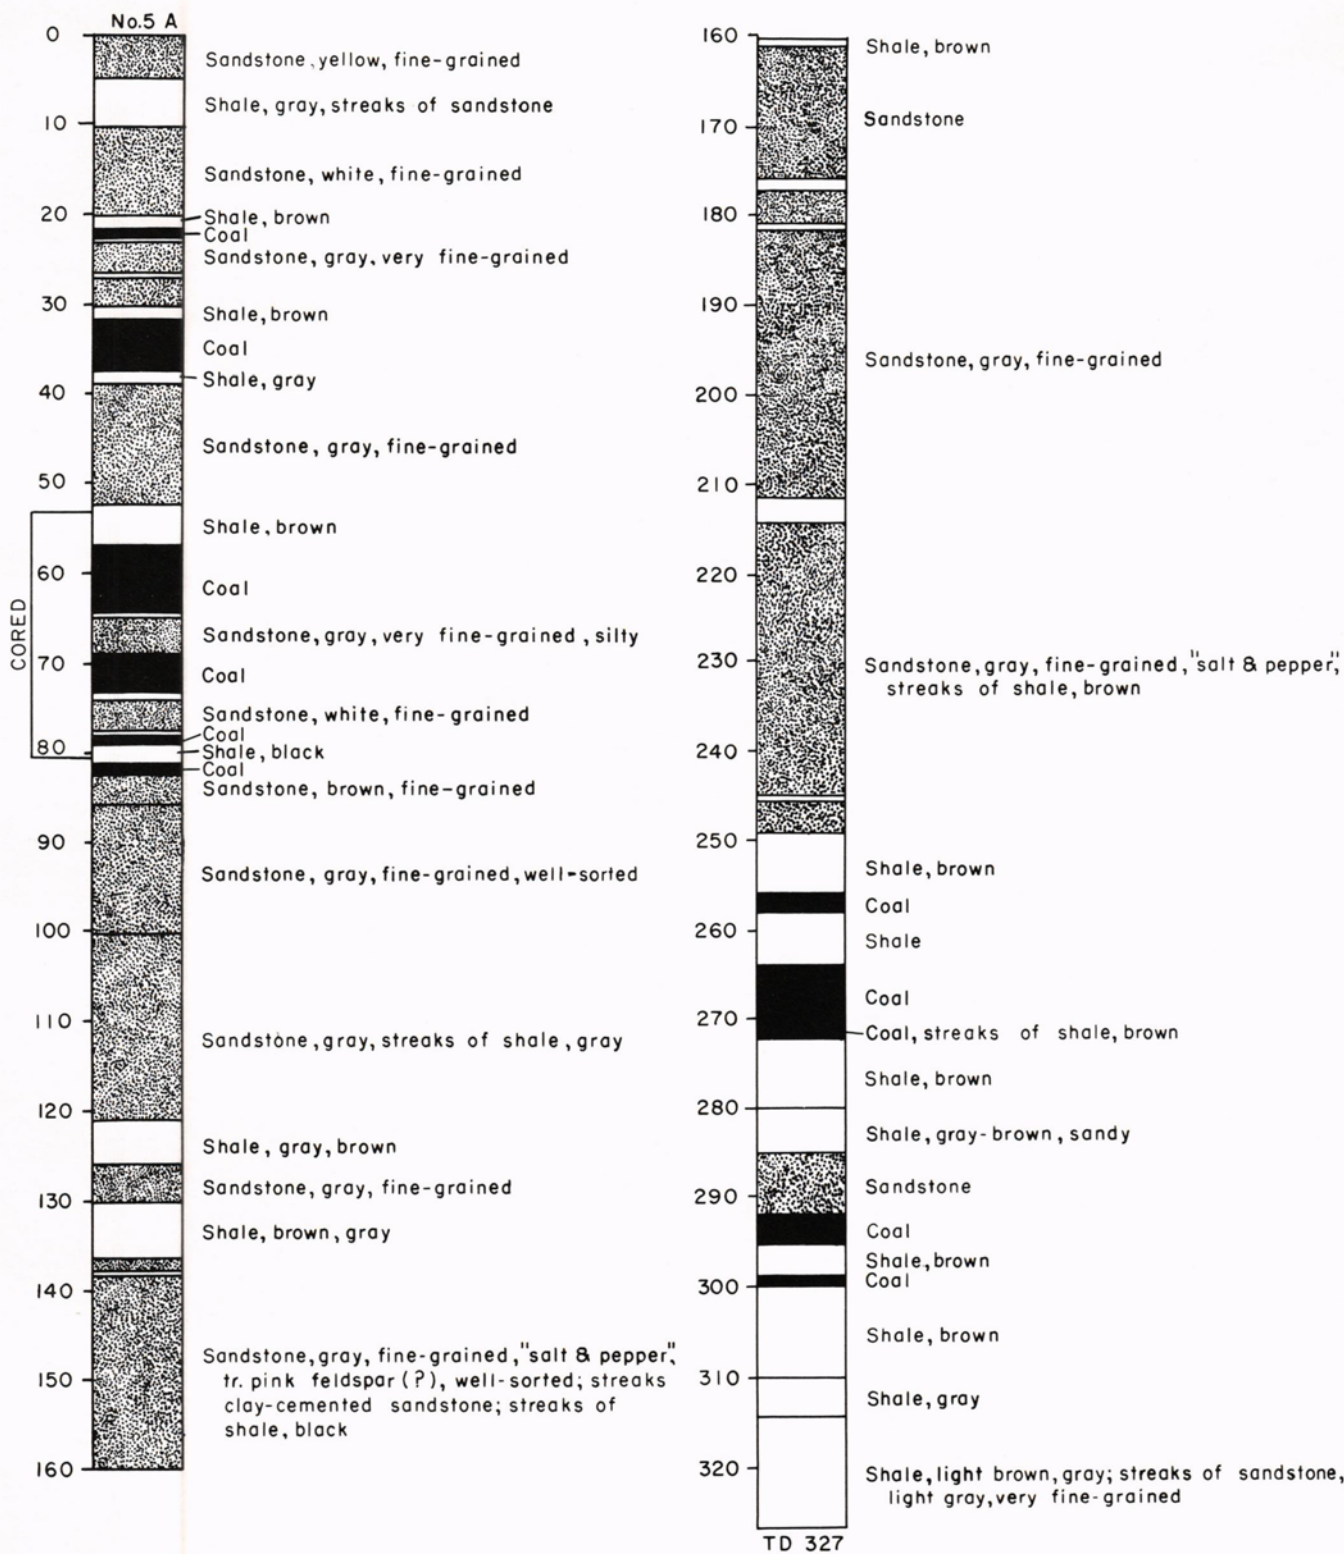 No.5 A
0
Sandstone, yellow, fine-grained
Shale, gray, streaks of sandstone
10
Sandstone, white, fine-grained
20
Shale, brown
Coal
Sandstone, gray, very fine-grained
30
Shale, brown
Coal
Shale, gray
40
Sandstone, gray, fine-grained
50
Shale, brown
CORED
60
Coal
Sandstone, gray, very fine-grained, silty
70
Coal
Sandstone, white, fine-grained
Coal
80
Shale, black
Coal
Sandstone, brown, fine-grained
90
Sandstone, gray, fine-grained, well-sorted
100
110
Sandstone, gray, streaks of shale, gray
120
Shale, gray, brown
Sandstone, gray, fine-grained
130
Shale, brown, gray
140
Sandstone, gray, fine-grained, "salt & pepper",
150
tr. pink feldspar (?), well-sorted; streaks
clay-cemented sandstone; streaks of
shale, black
160
160
Shale, brown
170
Sandstone
180
190
Sandstone, gray, fine-grained
200
210
220
230
Sandstone, gray, fine-grained, "salt & pepper",
streaks of shale, brown
240
250
Shale, brown
Coal
260
Shale
Coal
270
Coal, streaks of shale, brown
Shale, brown
280
Shale, gray-brown, sandy
Sandstone
290
Coal
Shale, brown
Coal
300
Shale, brown
310
Shale, gray
320
Shale, light brown, gray; streaks of sandstone,
light gray, very fine-grained
TD 327